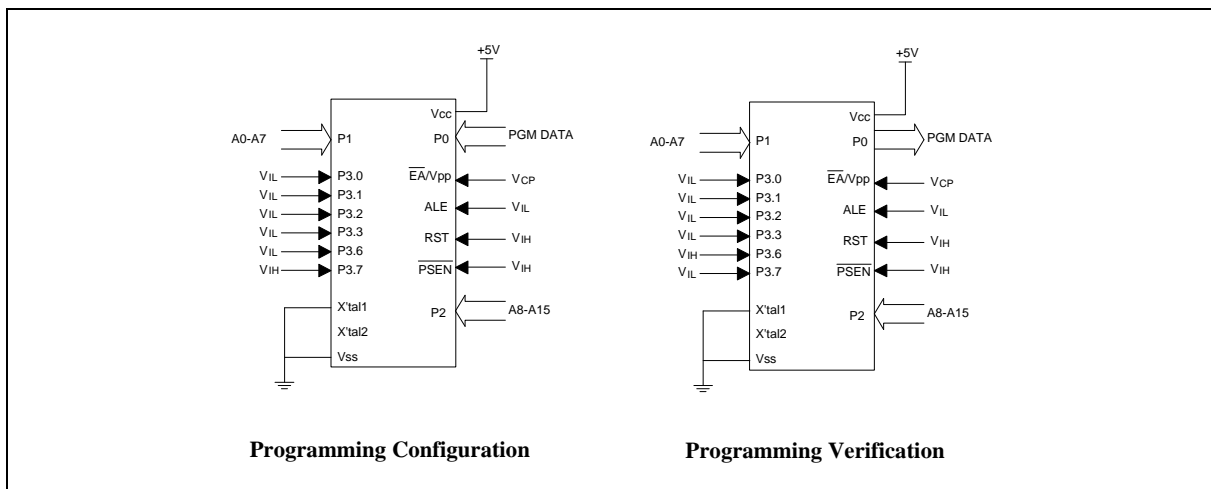 +5V
Vcc
A0-A7 P1 P0 PGM DATA
VIL P3.0 EA/Vpp VCP
VIL P3.1
VIL P3.2 ALE VIL
VIL P3.3 RST VIH
VIL P3.6
VIH P3.7 PSEN VIH
X'tal1 P2 A8-A15
X'tal2
Vss
Programming Configuration
+5V
Vcc
A0-A7 P1 P0 PGM DATA
VIL P3.0 EA/Vpp VCP
VIL P3.1
VIL P3.2 ALE VIL
VIL P3.3 RST VIH
VIH P3.6
VIL P3.7 PSEN VIH
X'tal1 P2 A8-A15
X'tal2
Vss
Programming Verification